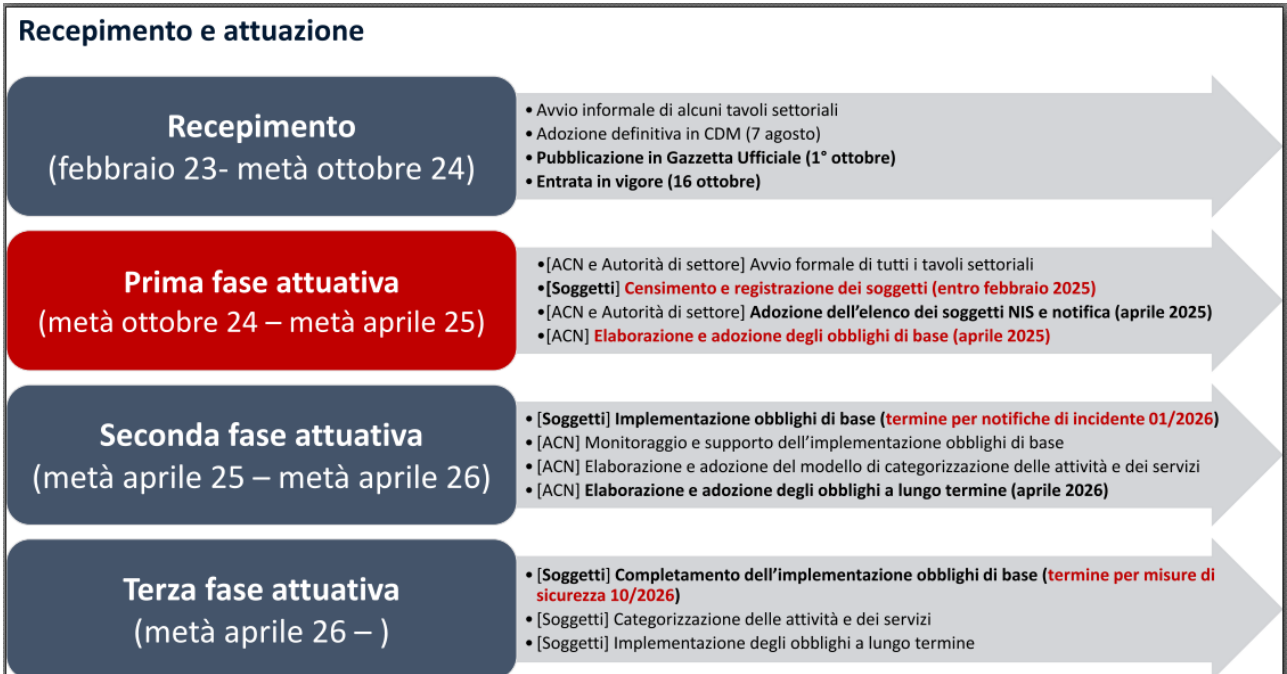 Recepimento e attuazione
Recepimento
(febbraio 23- metà ottobre 24)
• Avvio informale di alcuni tavoli settoriali
• Adozione definitiva in CDM (7 agosto)
• Pubblicazione in Gazzetta Ufficiale (1° ottobre)
• Entrata in vigore (16 ottobre)
Prima fase attuativa
(metà ottobre 24 – metà aprile 25)
•[ACN e Autorità di settore] Avvio formale di tutti i tavoli settoriali
•[Soggetti] Censimento e registrazione dei soggetti (entro febbraio 2025)
•[ACN e Autorità di settore] Adozione dell’elenco dei soggetti NIS e notifica (aprile 2025)
•[ACN] Elaborazione e adozione degli obblighi di base (aprile 2025)
Seconda fase attuativa
(metà aprile 25 – metà aprile 26)
• [Soggetti] Implementazione obblighi di base (termine per notifiche di incidente 01/2026)
• [ACN] Monitoraggio e supporto dell’implementazione obblighi di base
• [ACN] Elaborazione e adozione del modello di categorizzazione delle attività e dei servizi
• [ACN] Elaborazione e adozione degli obblighi a lungo termine (aprile 2026)
Terza fase attuativa
(metà aprile 26 – )
• [Soggetti] Completamento dell’implementazione obblighi di base (termine per misure di
sicurezza 10/2026)
• [Soggetti] Categorizzazione delle attività e dei servizi
• [Soggetti] Implementazione degli obblighi a lungo termine